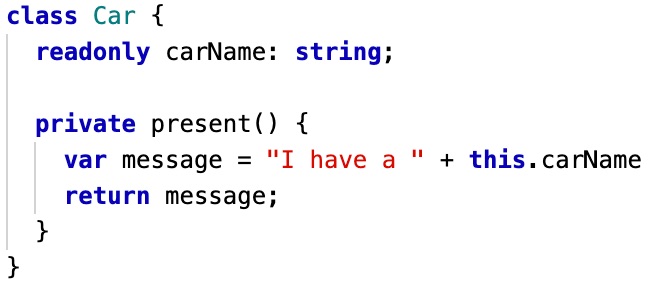 class Car {
  readonly carName: string;

  private present() {
    var message = "I have a " + this.carName
    return message;
  }
}